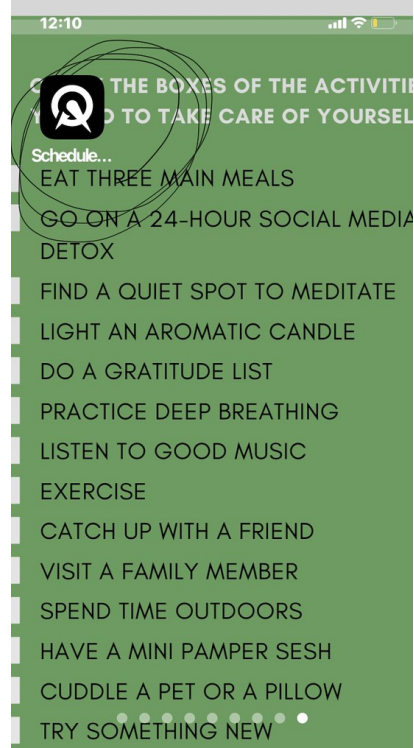 12:10
THE BOXES OF THE ACTIVITIE
TO TAKE CARE OF YOURSEL
Schedule...
EAT THREE MAIN MEALS
GO ON A 24-HOUR SOCIAL MEDIA
DETOX
FIND A QUIET SPOT TO MEDITATE
LIGHT AN AROMATIC CANDLE
DO A GRATITUDE LIST
PRACTICE DEEP BREATHING
LISTEN TO GOOD MUSIC
EXERCISE
CATCH UP WITH A FRIEND
VISIT A FAMILY MEMBER
SPEND TIME OUTDOORS
HAVE A MINI PAMPER SESH
CUDDLE A PET OR A PILLOW
TRY SOMETHING NEW